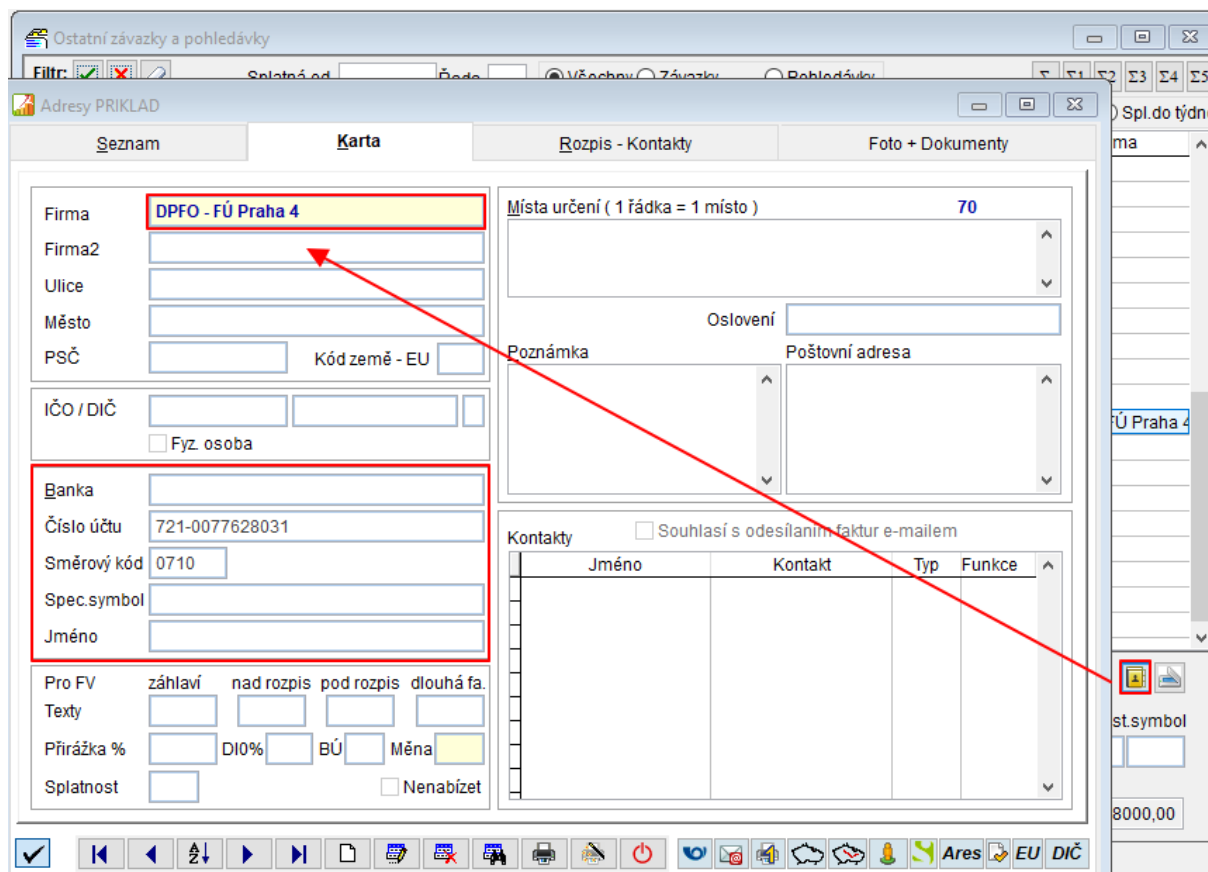 Ostatní závazky a pohledávky
Filtr: Splatná od Řada Všechny Závazky Pohledávky Σ Σ1 Σ2 Σ3 Σ4 Σ5
Adresy PRIKLAD
Spl.do týdn
Seznam Karta Rozpis - Kontakty Foto + Dokumenty
ma
Firma DPFO - FÚ Praha 4
Firma2
Ulice
Město
PSČ Kód země - EU
IČO / DIČ
Fyz. osoba
Banka
Číslo účtu 721-0077628031
Směrový kód 0710
Spec.symbol
Jméno
Pro FV záhlaví nad rozpis pod rozpis dlouhá fa.
Texty
Přirážka % DI0% BÚ Měna
Splatnost Nenabízet
Místa určení ( 1 řádka = 1 místo ) 70
Oslovení
Poznámka Poštovní adresa
Kontakty Souhlasí s odesílaním faktur e-mailem
Jméno Kontakt Typ Funkce
FÚ Praha 4
st.symbol
8000,00
Ares EU DIČ